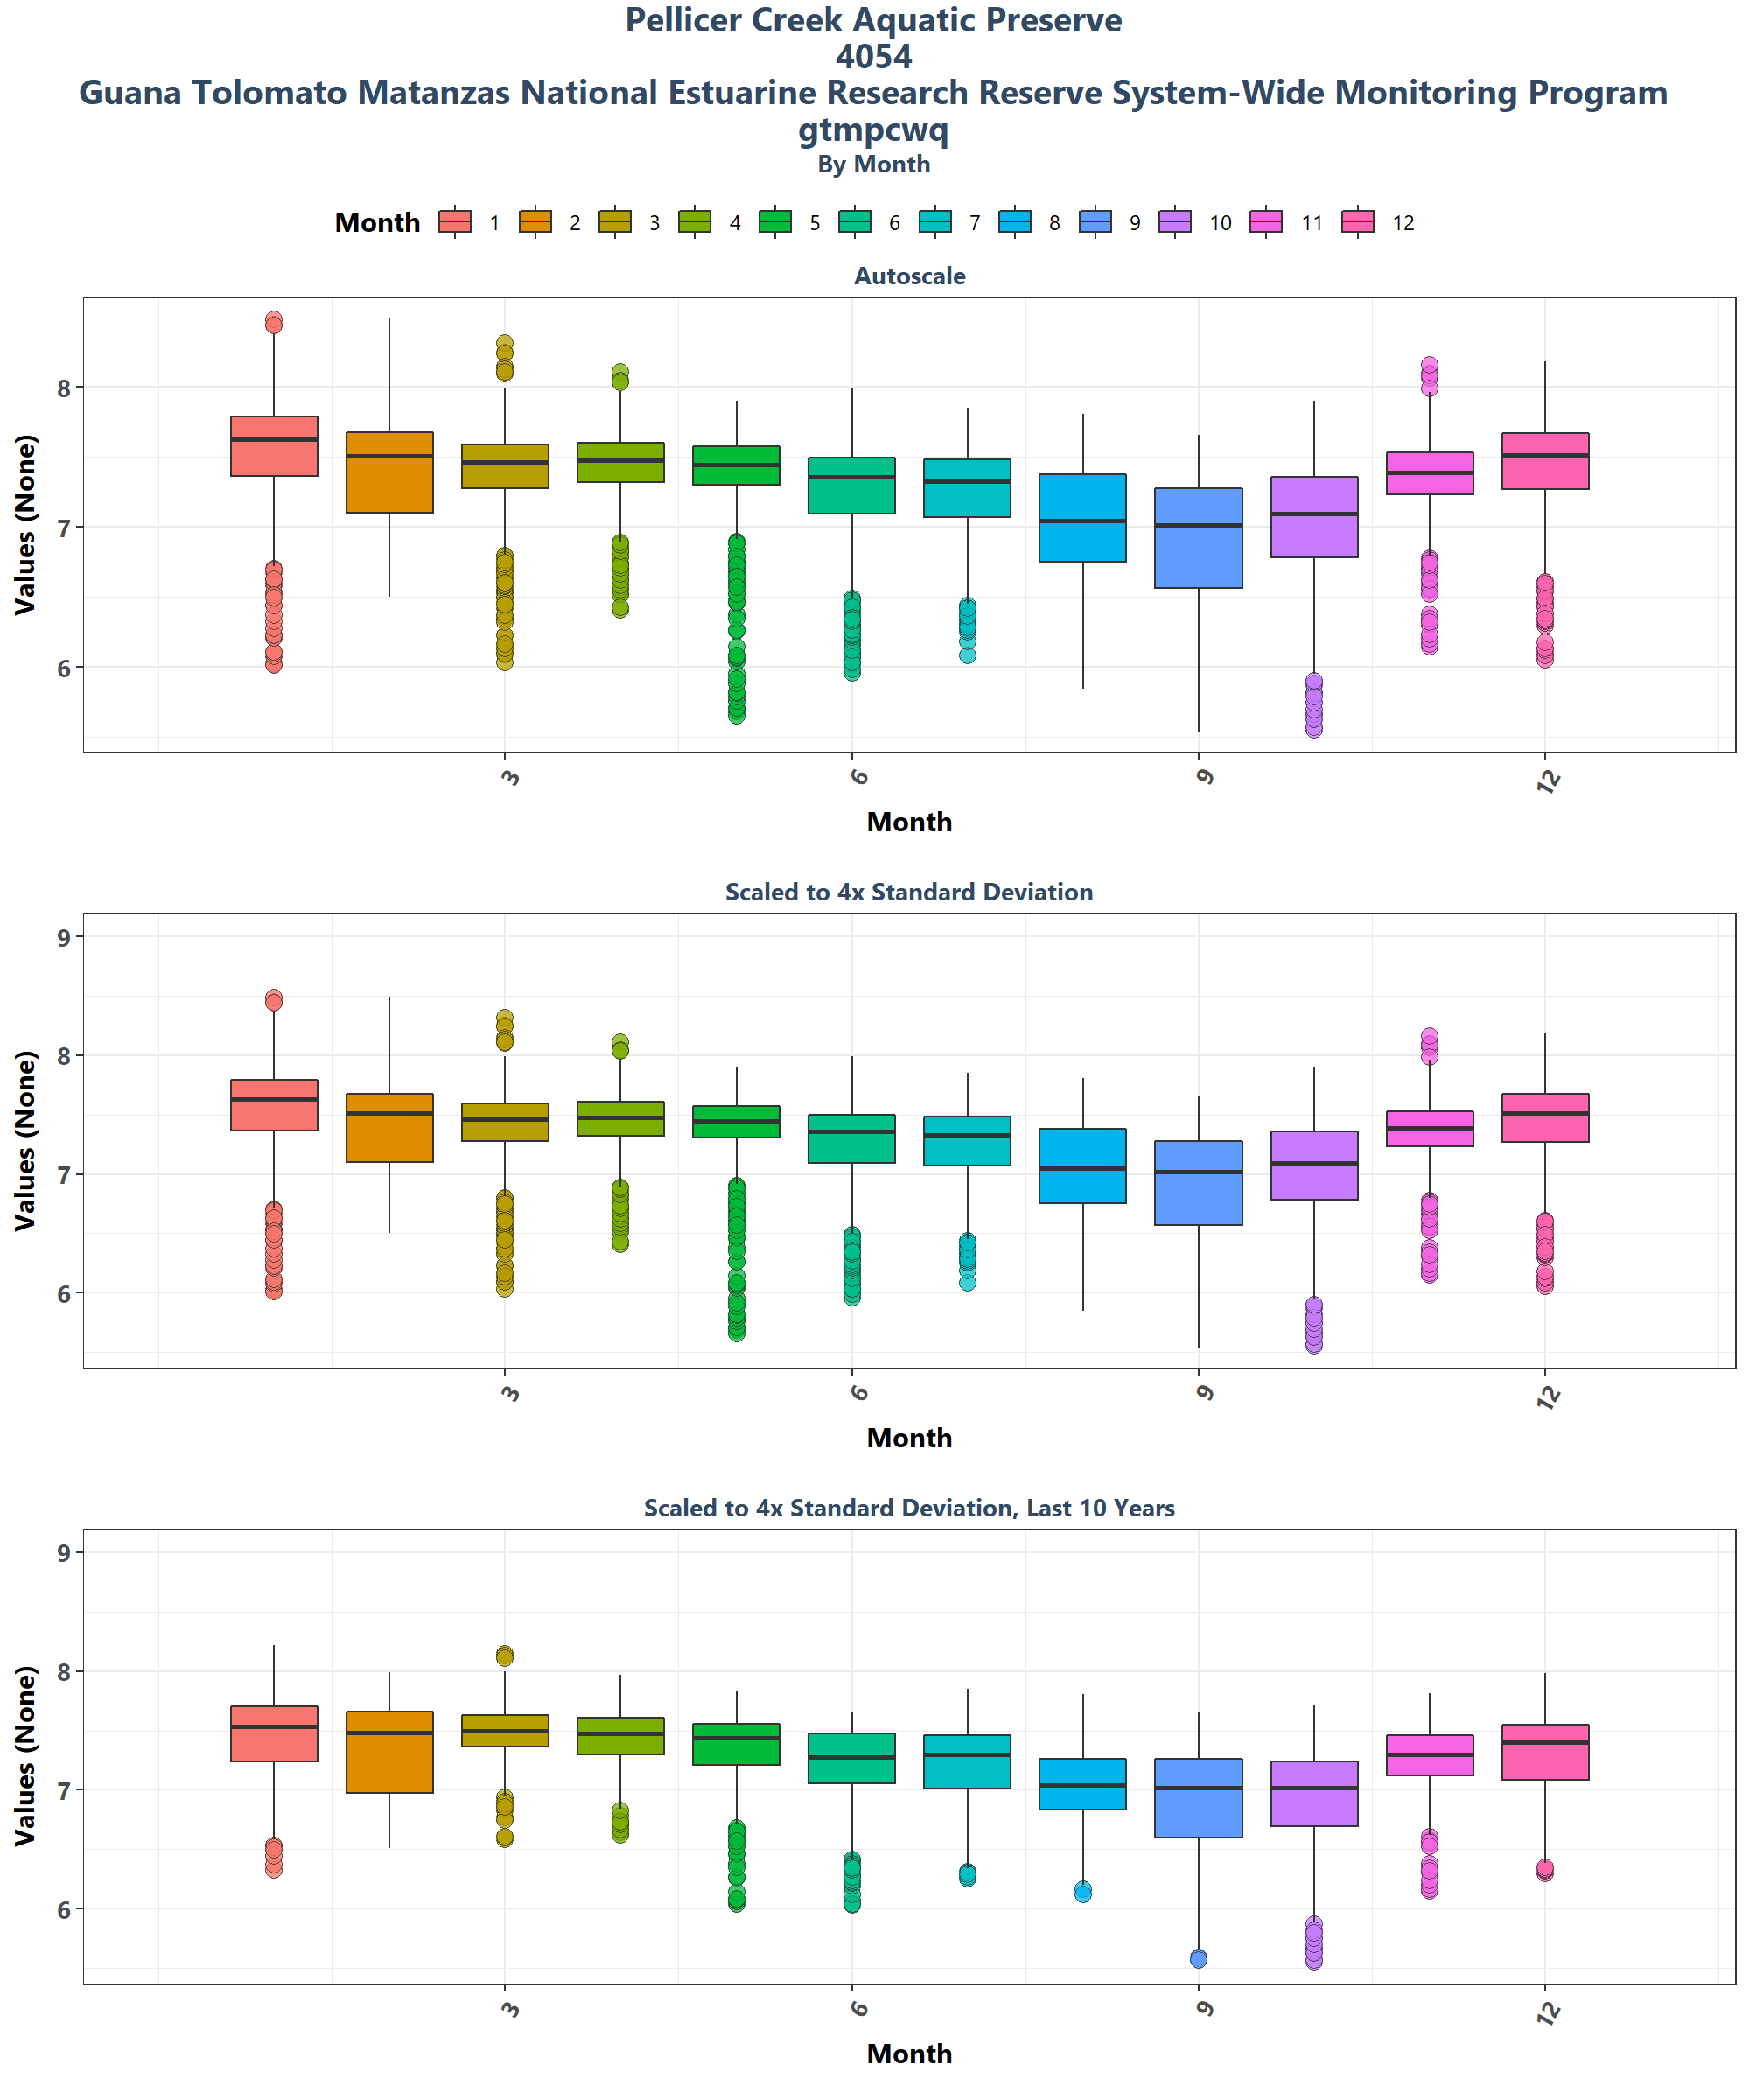 Pellicer Creek Aquatic Preserve
4054
Guana Tolomato Matanzas National Estuarine Research Reserve System-Wide Monitoring Program
gtmpcwq
By Month
Month 1 2 3 4 5 6 7 8 9 10 11 12
Autoscale
Values (None)
8
7
6
3 6 9 12
Month
Scaled to 4x Standard Deviation
Values (None)
9
8
7
6
3 6 9 12
Month
Scaled to 4x Standard Deviation, Last 10 Years
Values (None)
9
8
7
6
3 6 9 12
Month